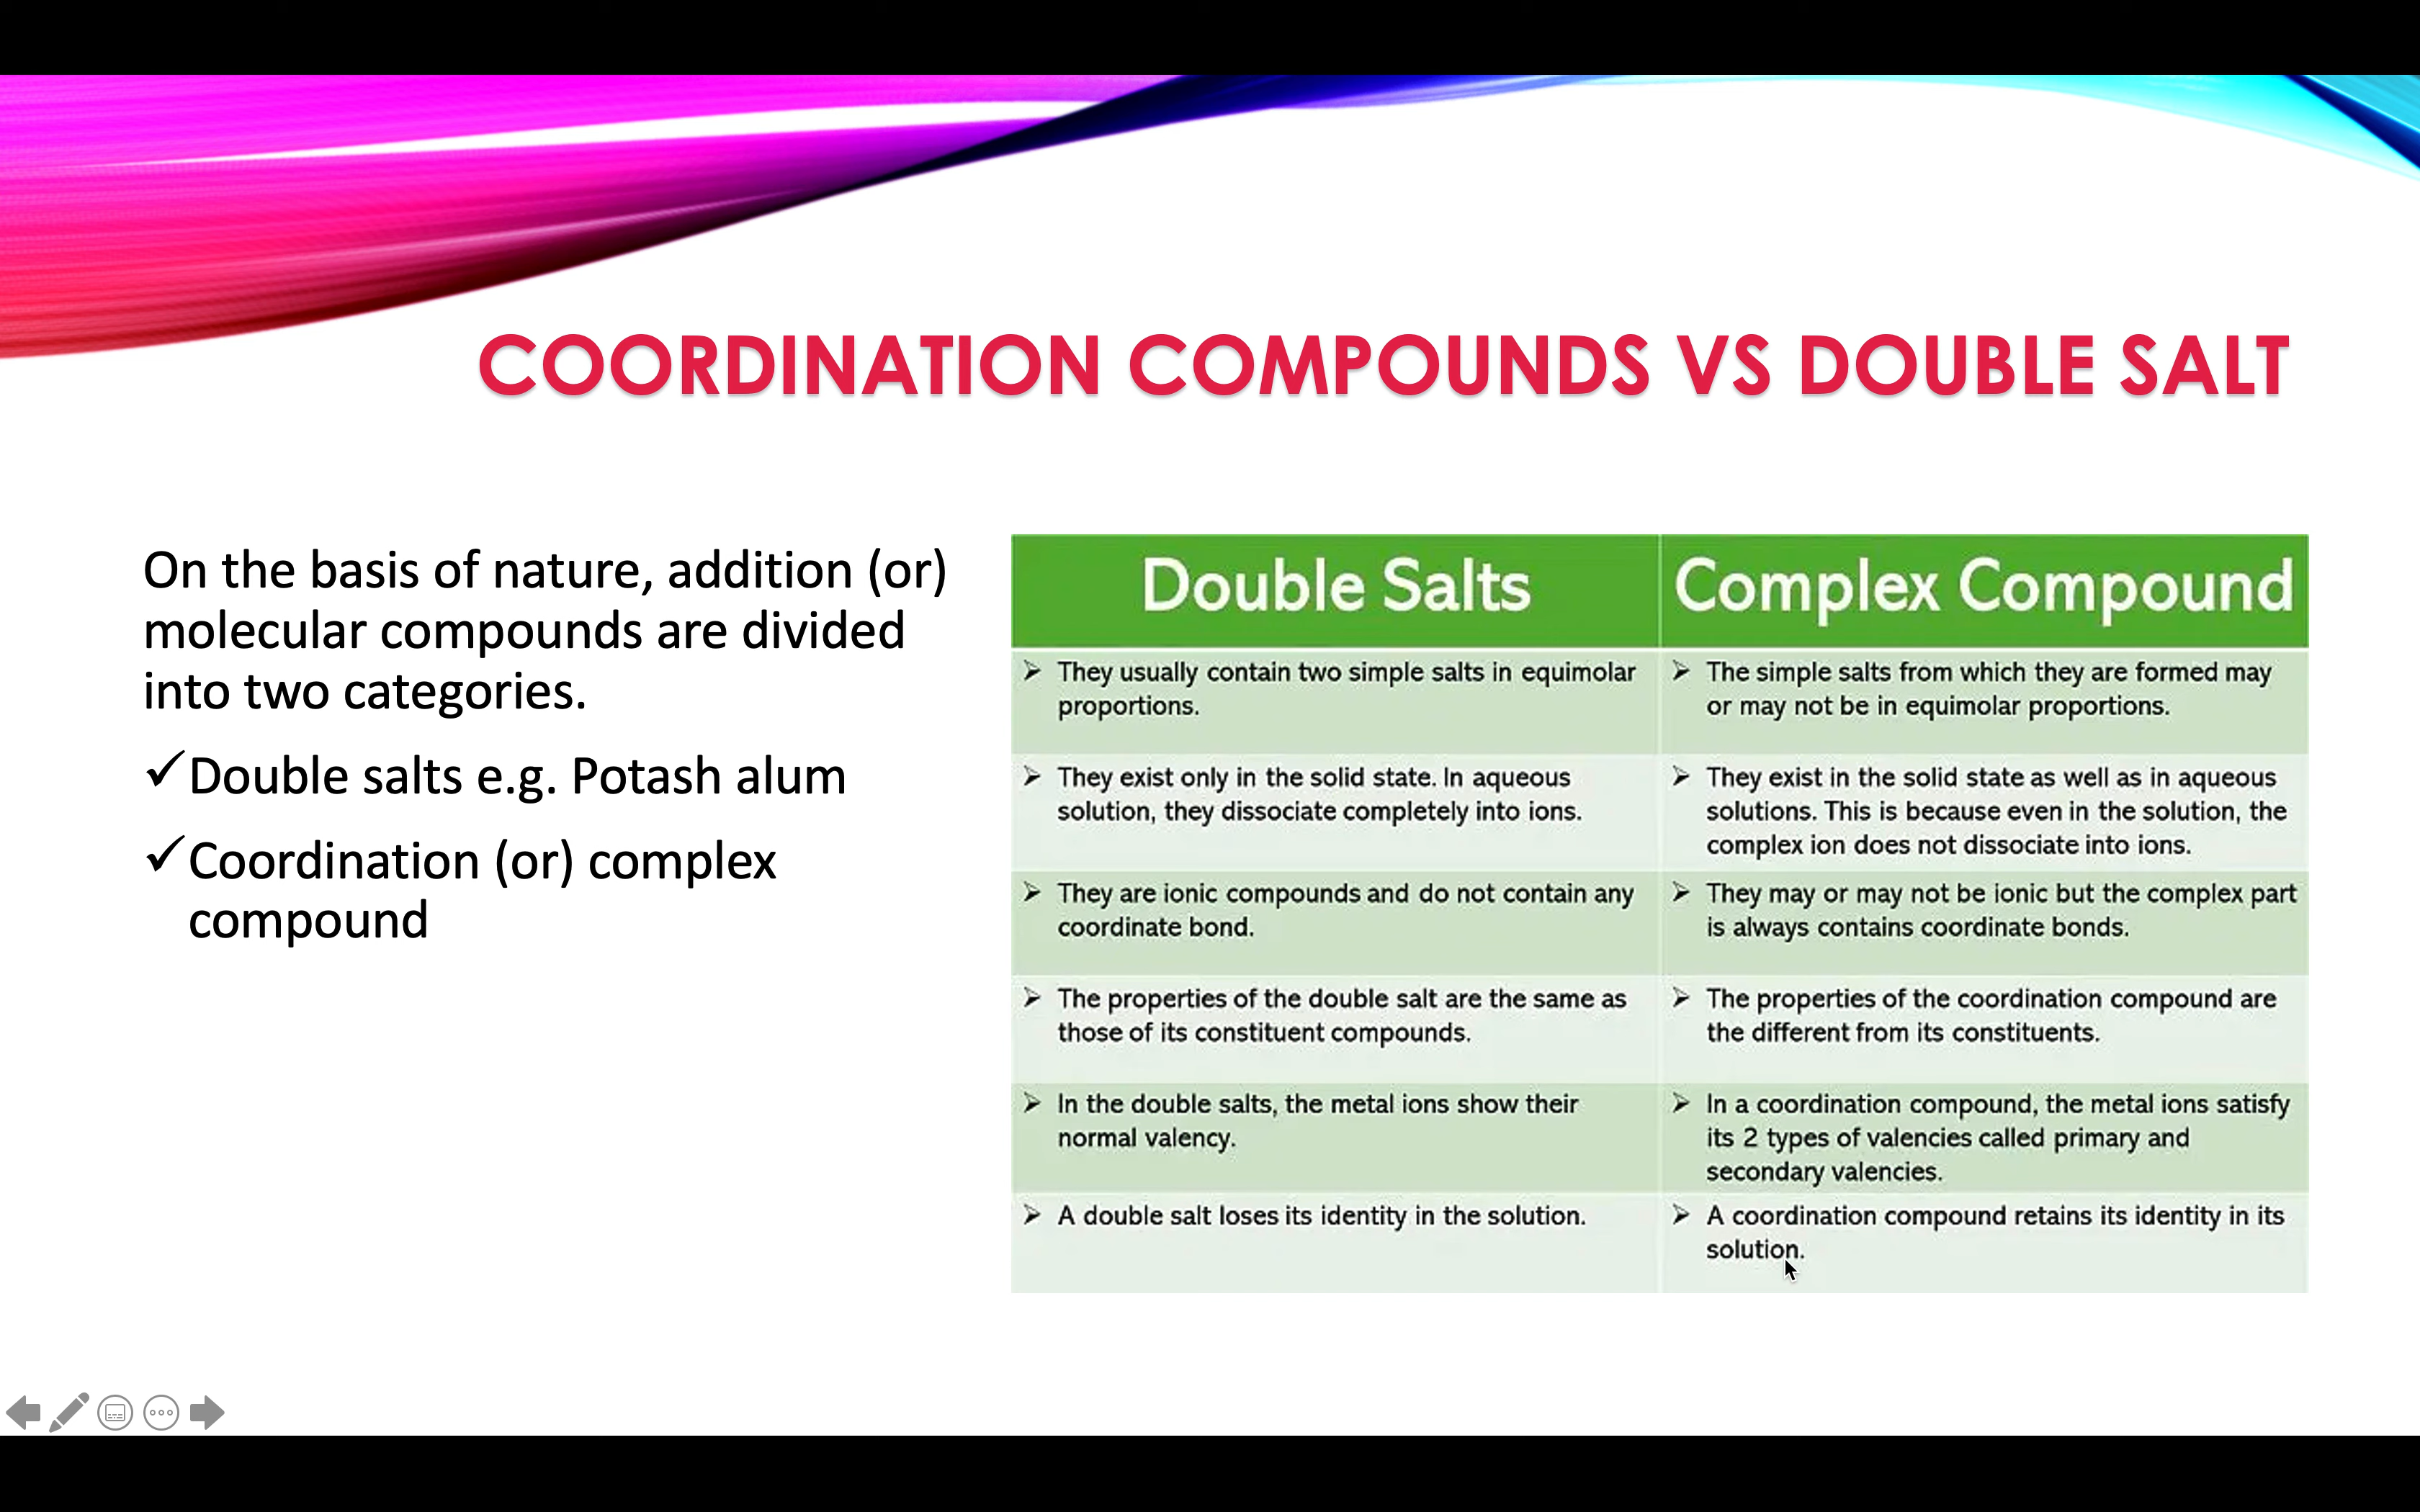 COORDINATION COMPOUNDS VS DOUBLE SALT
On the basis of nature, addition (or)
molecular compounds are divided
into two categories.
✓Double salts e.g. Potash alum
✓Coordination (or) complex
compound
Double Salts
Complex Compound
➢ They usually contain two simple salts in equimolar
proportions.
➢ The simple salts from which they are formed may
or may not be in equimolar proportions.
➢ They exist only in the solid state. In aqueous
solution, they dissociate completely into ions.
➢ They exist in the solid state as well as in aqueous
solutions. This is because even in the solution, the
complex ion does not dissociate into ions.
➢ They are ionic compounds and do not contain any
coordinate bond.
➢ They may or may not be ionic but the complex part
is always contains coordinate bonds.
➢ The properties of the double salt are the same as
those of its constituent compounds.
➢ The properties of the coordination compound are
the different from its constituents.
➢ In the double salts, the metal ions show their
normal valency.
➢ In a coordination compound, the metal ions satisfy
its 2 types of valencies called primary and
secondary valencies.
➢ A double salt loses its identity in the solution.
➢ A coordination compound retains its identity in its
solution.